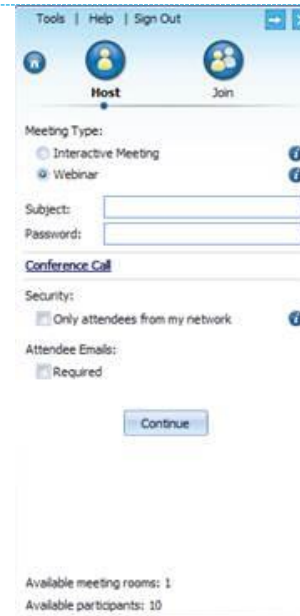 Tools | Help | Sign Out
Host Join
Meeting Type:
Interactive Meeting
Webinar
Subject:
Password:
Conference Call
Security:
Only attendees from my network
Attendee Emails:
Required
Continue
Available meeting rooms: 1
Available participants: 10